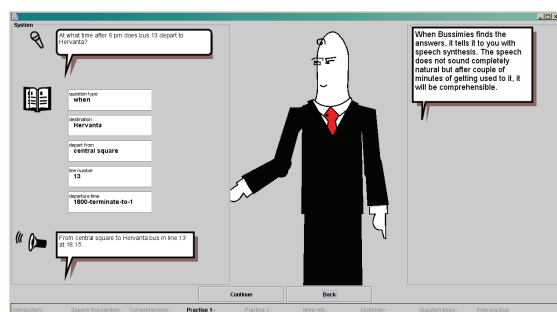 System
At what time after 6 pm does bus 13 depart to
Hervanta?
question type
when
destination
Hervanta
depart from
central square
line number
13
departure time
1800-terminate-to-1
From central square to Hervanta bus in line 13
at 18.15.
When Bussimies finds the
answers, it tells it to you with
speech synthesis. The speech
does not sound completely
natural but after couple of
minutes of getting used to it, it
will be comprehensible.
Continue Back
Introduction - Speech Recognition - Comprehension - Practise 1 - Practise 2 - More info - Dictionary - Question types - Free practise